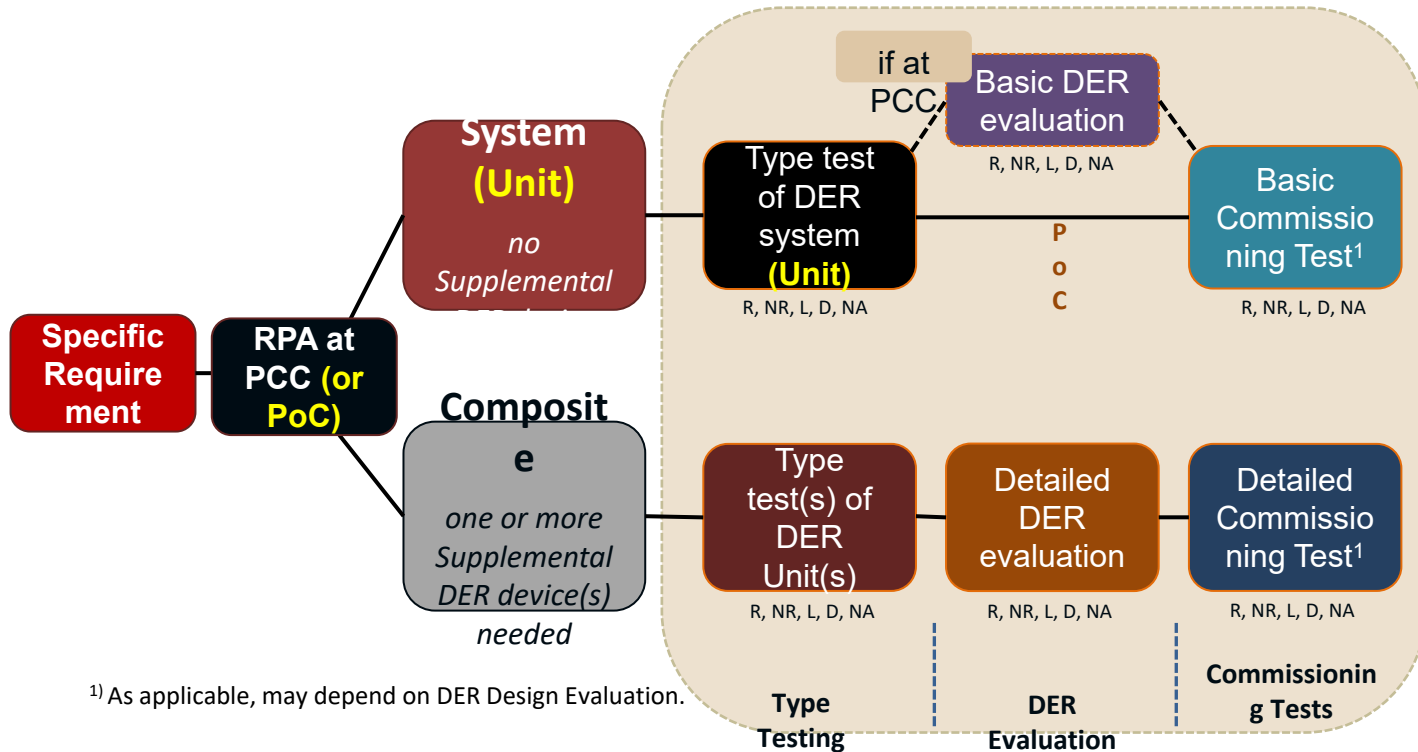 if at
PCC
Basic DER
evaluation
R, NR, L, D, NA
System
(Unit)
no
Supplemental
Type test
of DER
system
(Unit)
R, NR, L, D, NA
P
o
C
Basic
Commissio
ning Test1
R, NR, L, D, NA
Specific
Require
ment
RPA at
PCC (or
PoC)
Composit
e
one or more
Supplemental
DER device(s)
needed
Type
test(s) of
DER
Unit(s)
R, NR, L, D, NA
Detailed
DER
evaluation
R, NR, L, D, NA
Detailed
Commissio
ning Test1
R, NR, L, D, NA
1) As applicable, may depend on DER Design Evaluation.
Type
Testing
DER
Evaluation
Commissionin
g Tests